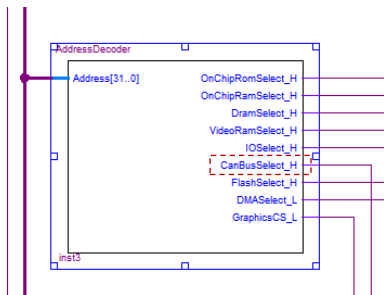 AddressDecoder
Address[31..0]
OnChipRomSelect_H
OnChipRamSelect_H
DramSelect_H
VideoRamSelect_H
IOSelect_H
CanBusSelect_H
FlashSelect_H
DMASelect_L
GraphicsCS_L
inst3